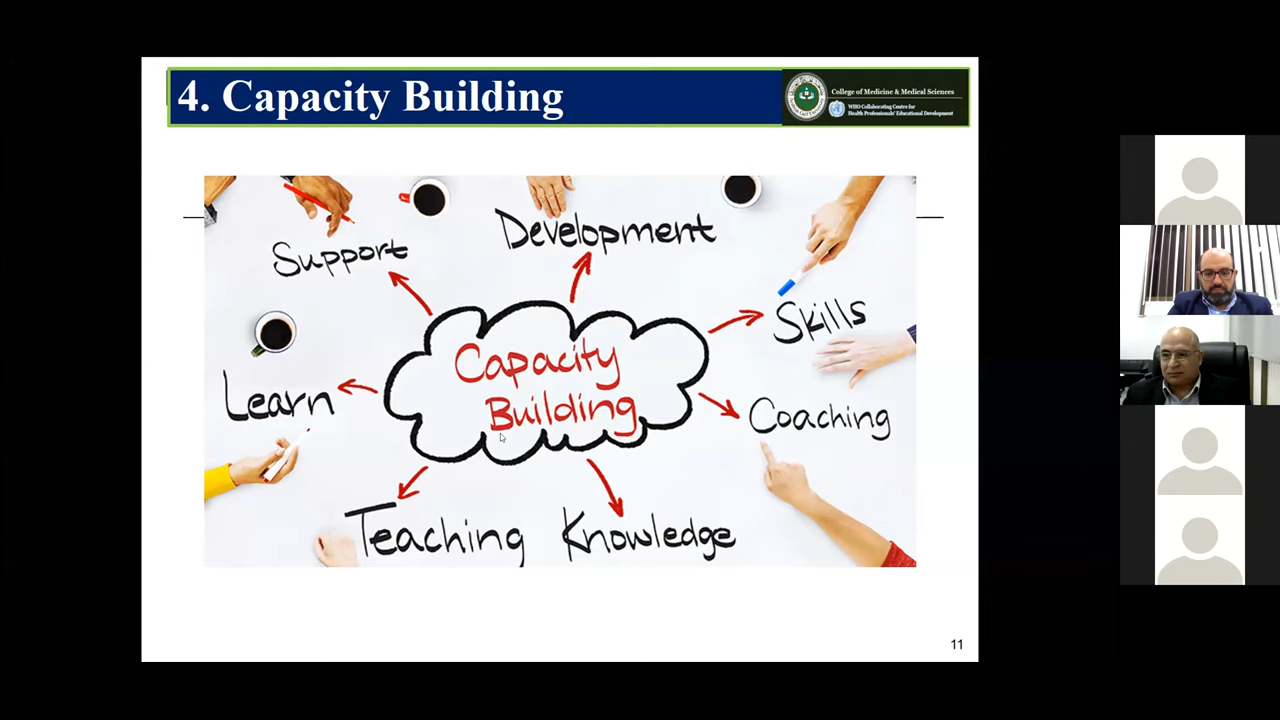 4. Capacity Building
College of Medicine & Medical Sciences
WHO Collaborating Centre for
Health Professionals' Educational Development
Support
Development
Skills
Learn
Capacity
Building
Coaching
Teaching
Knowledge
11